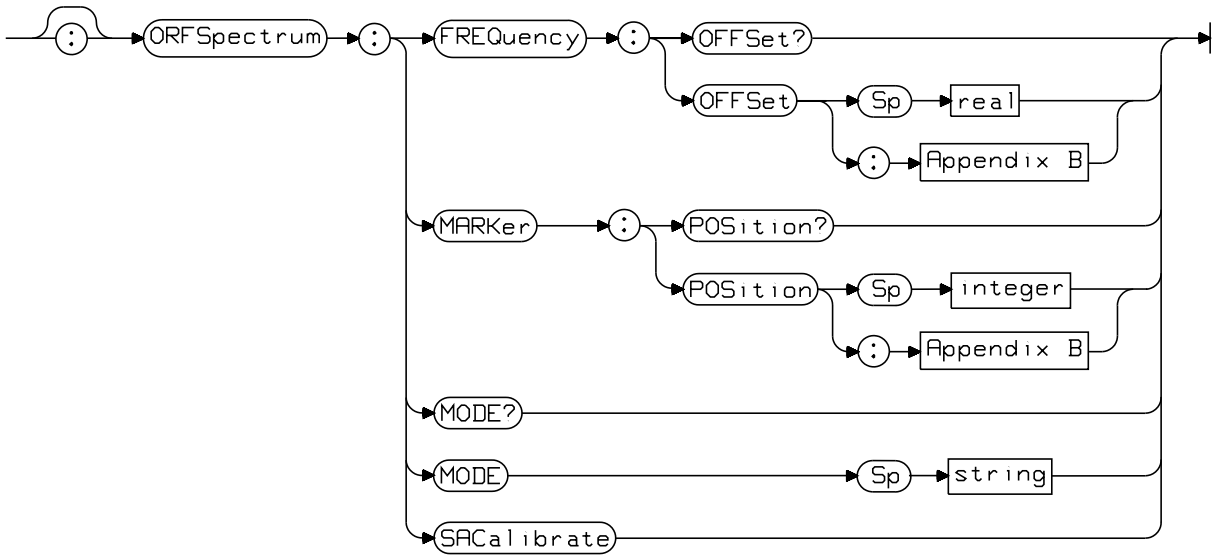 : ORFSpectrum : FREQuency : OFFSet?
OFFSet Sp real
: Appendix B
MARKer : POSition?
POSition Sp integer
: Appendix B
MODE?
MODE Sp string
SACalibrate